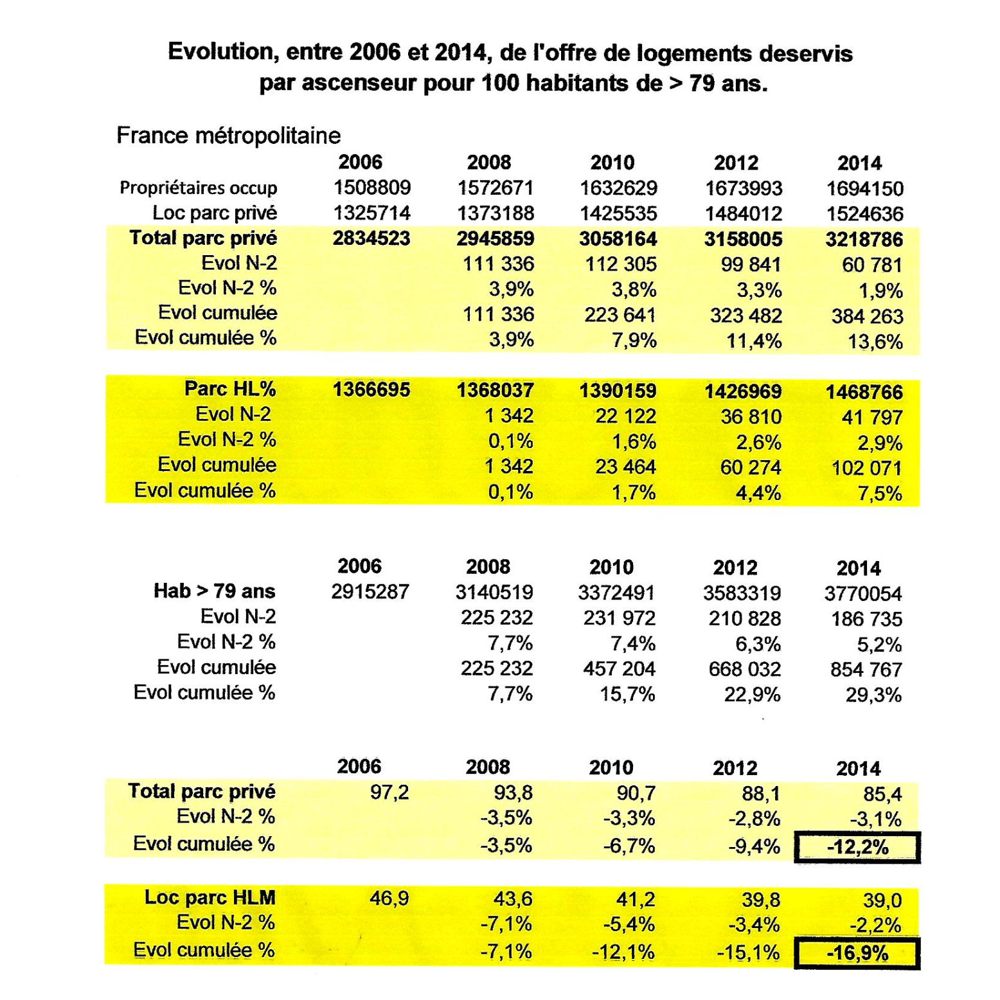 Evolution, entre 2006 et 2014, de l'offre de logements deservis
par ascenseur pour 100 habitants de > 79 ans.
France métropolitaine
2006 2008 2010 2012 2014
Propriétaires occup 1508809 1572671 1632629 1673993 1694150
Loc parc privé 1325714 1373188 1425535 1484012 1524636
Total parc privé 2834523 2945859 3058164 3158005 3218786
Evol N-2 111 336 112 305 99 841 60 781
Evol N-2 % 3,9% 3,8% 3,3% 1,9%
Evol cumulée 111 336 223 641 323 482 384 263
Evol cumulée % 3,9% 7,9% 11,4% 13,6%
Parc HL% 1366695 1368037 1390159 1426969 1468766
Evol N-2 1 342 22 122 36 810 41 797
Evol N-2 % 0,1% 1,6% 2,6% 2,9%
Evol cumulée 1 342 23 464 60 274 102 071
Evol cumulée % 0,1% 1,7% 4,4% 7,5%
2006 2008 2010 2012 2014
Hab > 79 ans 2915287 3140519 3372491 3583319 3770054
Evol N-2 225 232 231 972 210 828 186 735
Evol N-2 % 7,7% 7,4% 6,3% 5,2%
Evol cumulée 225 232 457 204 668 032 854 767
Evol cumulée % 7,7% 15,7% 22,9% 29,3%
2006 2008 2010 2012 2014
Total parc privé 97,2 93,8 90,7 88,1 85,4
Evol N-2 % -3,5% -3,3% -2,8% -3,1%
Evol cumulée % -3,5% -6,7% -9,4% -12,2%
Loc parc HLM 46,9 43,6 41,2 39,8 39,0
Evol N-2 % -7,1% -5,4% -3,4% -2,2%
Evol cumulée % -7,1% -12,1% -15,1% -16,9%